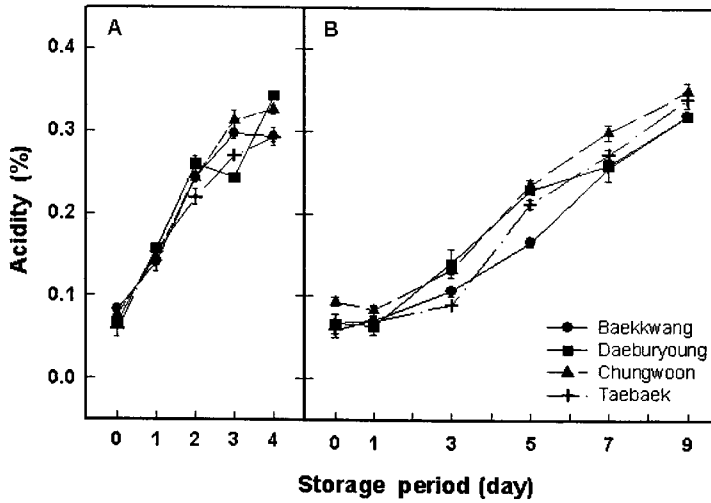 A
B
0.4
0.3
0.2
0.1
0.0
Acidity (%)
Baekkwang
Daeburyoung
Chungwoon
Taebaek
0 1 2 3 4 0 1 3 5 7 9
Storage period (day)